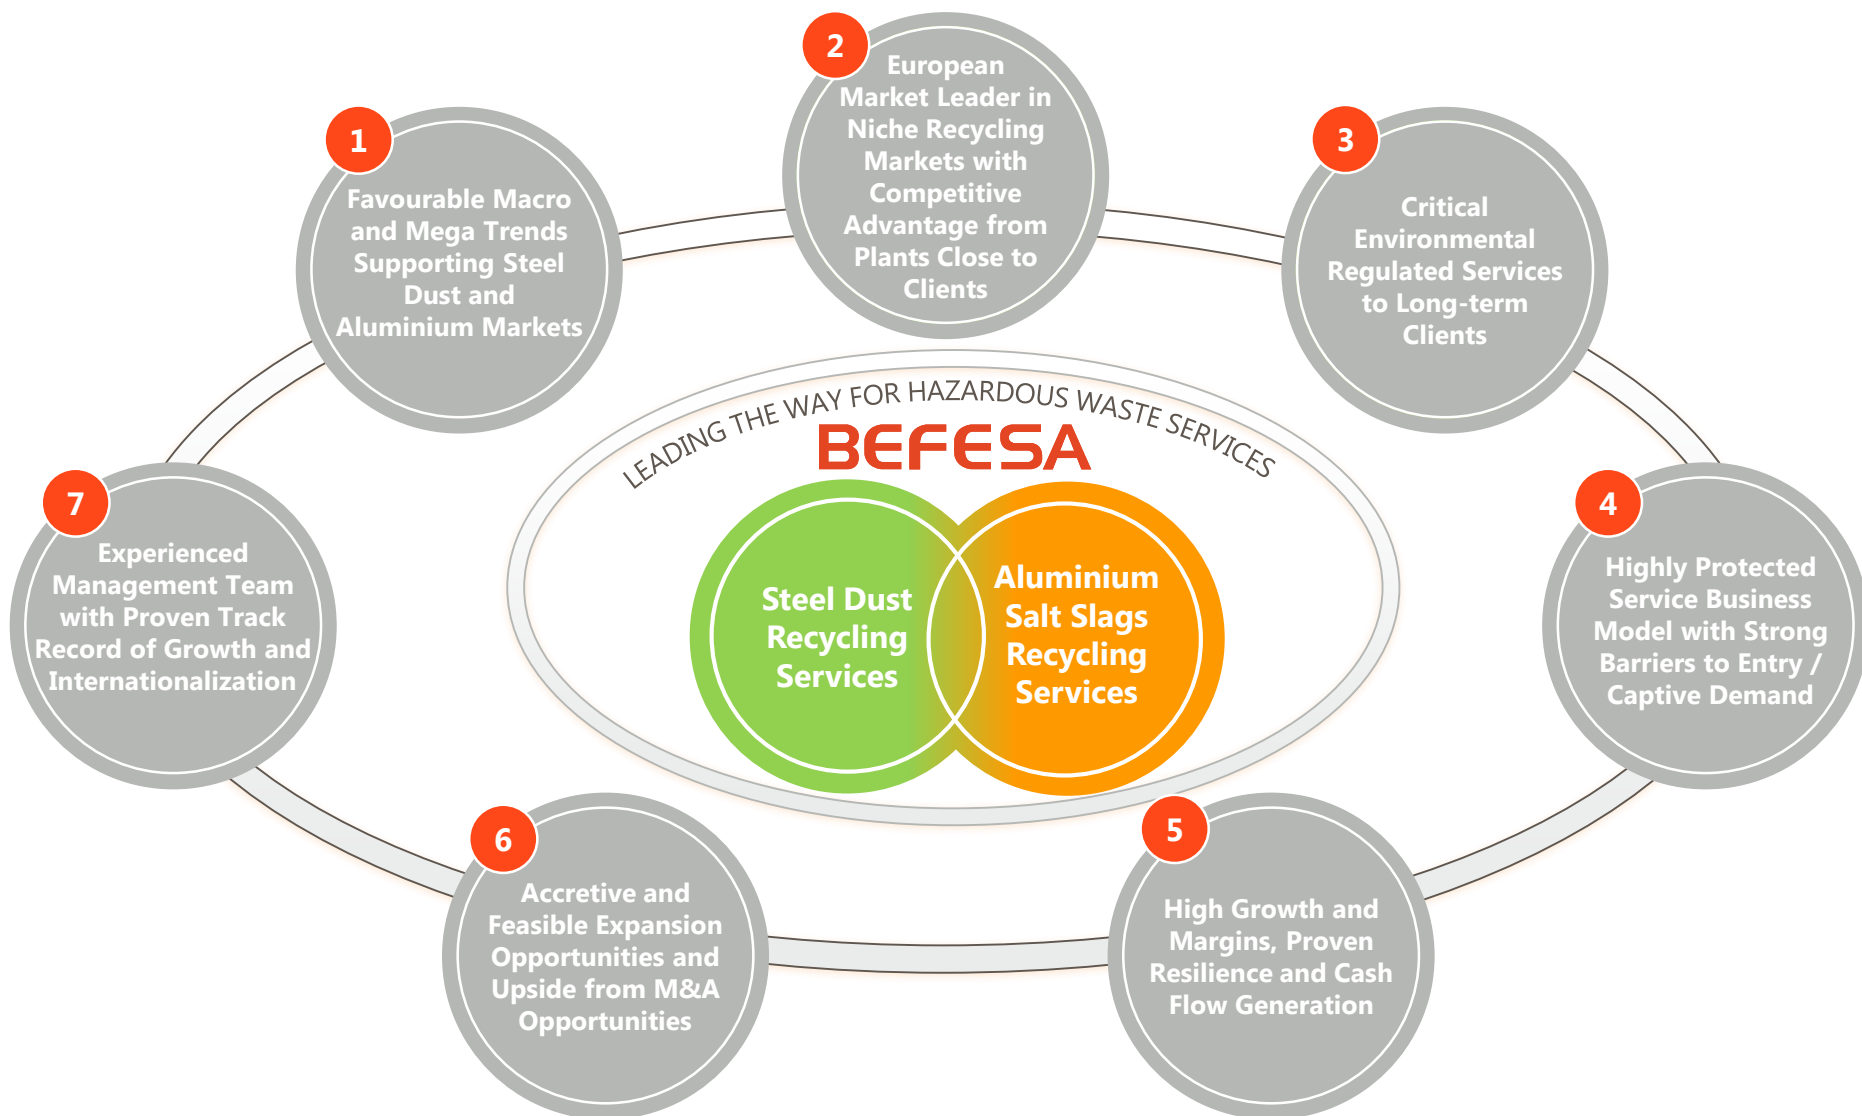 1
Favourable Macro
and Mega Trends
Supporting Steel
Dust and
Aluminium Markets
2
European
Market Leader in
Niche Recycling
Markets with
Competitive
Advantage from
Plants Close to
Clients
3
Critical
Environmental
Regulated Services
to Long-term
Clients
4
Highly Protected
Service Business
Model with Strong
Barriers to Entry /
Captive Demand
5
High Growth and
Margins, Proven
Resilience and Cash
Flow Generation
6
Accretive and
Feasible Expansion
Opportunities and
Upside from M&A
Opportunities
7
Experienced
Management Team
with Proven Track
Record of Growth and
Internationalization
LEADING THE WAY FOR HAZARDOUS WASTE SERVICES
BEFESA
Steel Dust
Recycling
Services
Aluminium
Salt Slags
Recycling
Services